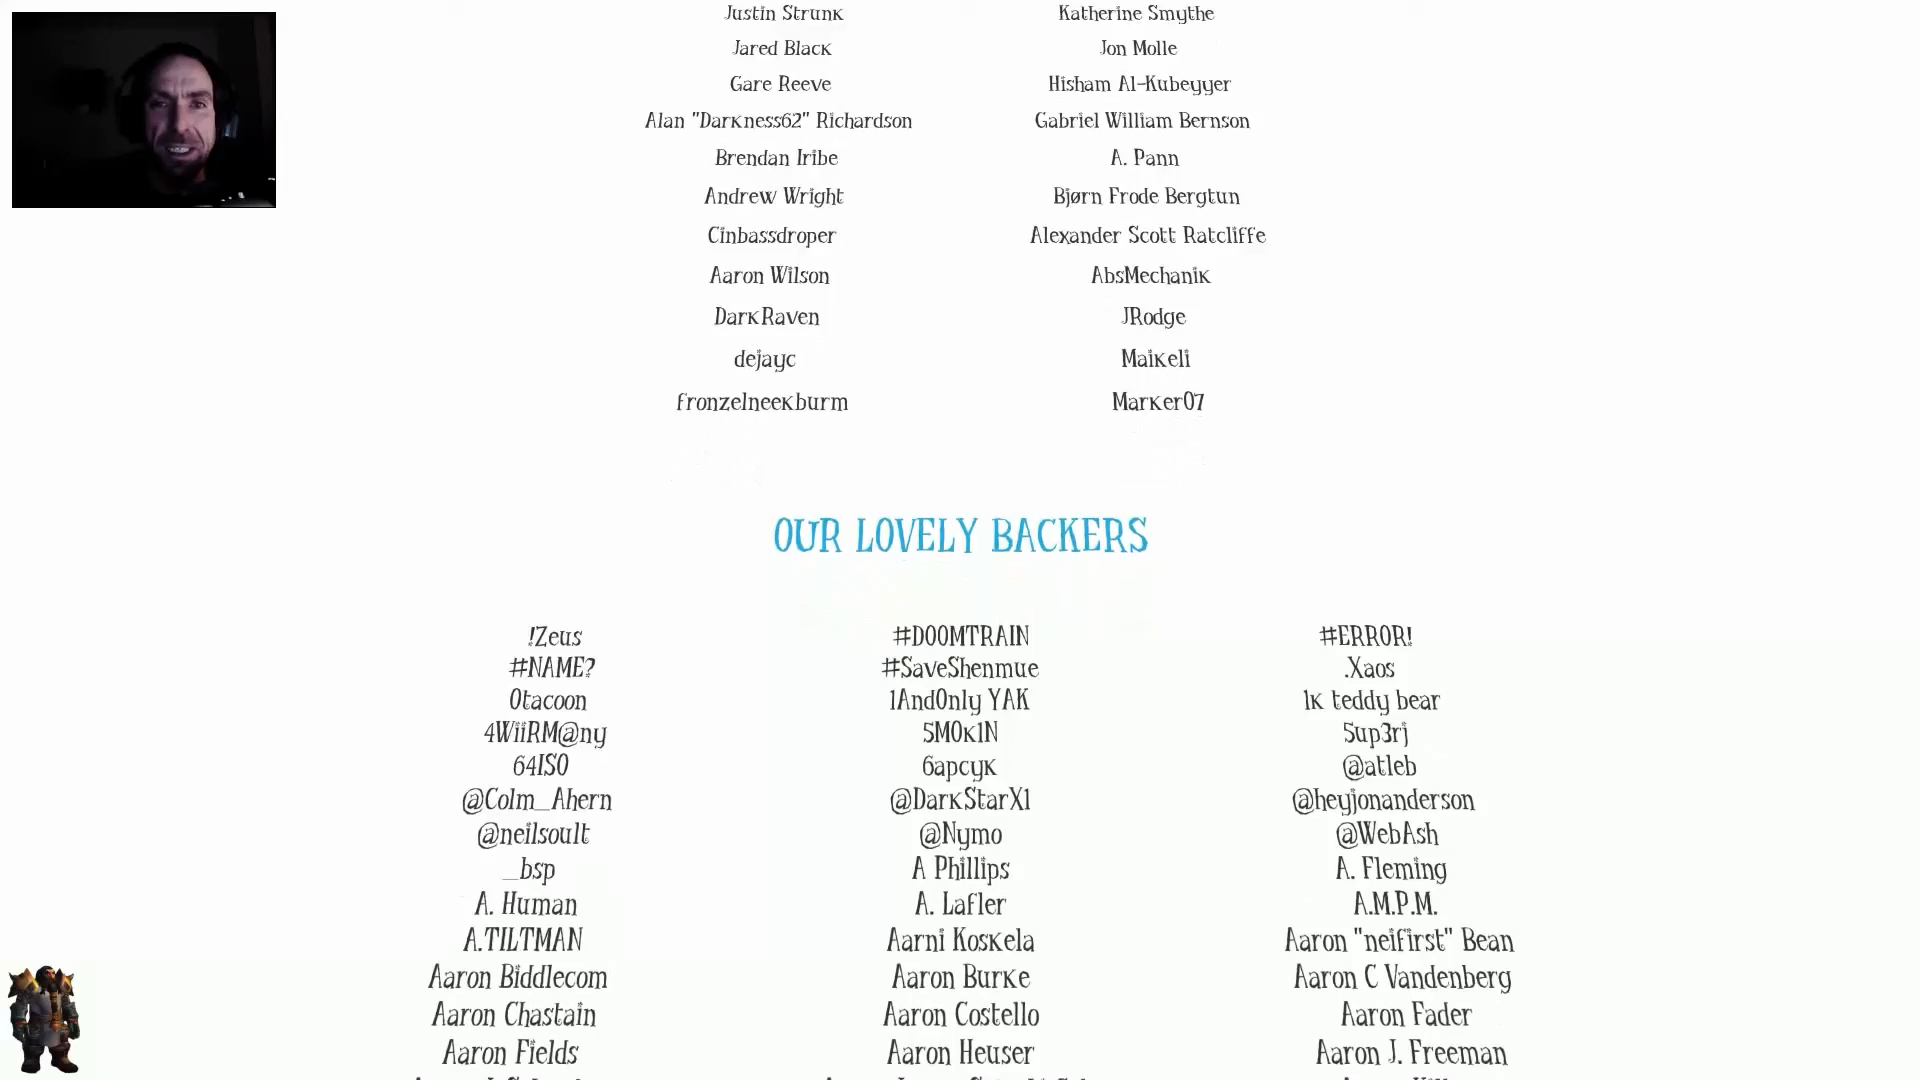 Justin Strunk Katherine Smythe
Jared Black Jon Molle
Gare Reeve Hisham Al-Kubeyyer
Alan "Darkness62" Richardson Gabriel William Bernson
Brendan Iribe A. Pann
Andrew Wright Bjørn Frode Bergtun
Cinbassdroper Alexander Scott Ratcliffe
Aaron Wilson AbsMechanik
DarkRaven JRodge
dejayc Maikeli
fronzelneekburm Marker07
OUR LOVELY BACKERS
!Zeus #DOOMTRAIN #ERROR!
#NAME? #SaveShenmue .Xaos
0tacoon 1AndOnly YAK 1k teddy bear
4WiiRM@ny 5MOk1N 5up3rj
64ISO 6apcyk @atleb
@Colm_Ahern @DarkStarX1 @heyjonanderson
@neilsoult @Nymo @WebAsh
_bsp A Phillips A. Fleming
A. Human A. Lafler A.M.P.M.
A.TILTMAN Aarni Koskela Aaron "neifirst" Bean
Aaron Biddlecom Aaron Burke Aaron C Vandenberg
Aaron Chastain Aaron Costello Aaron Fader
Aaron Fields Aaron Heuser Aaron J. Freeman